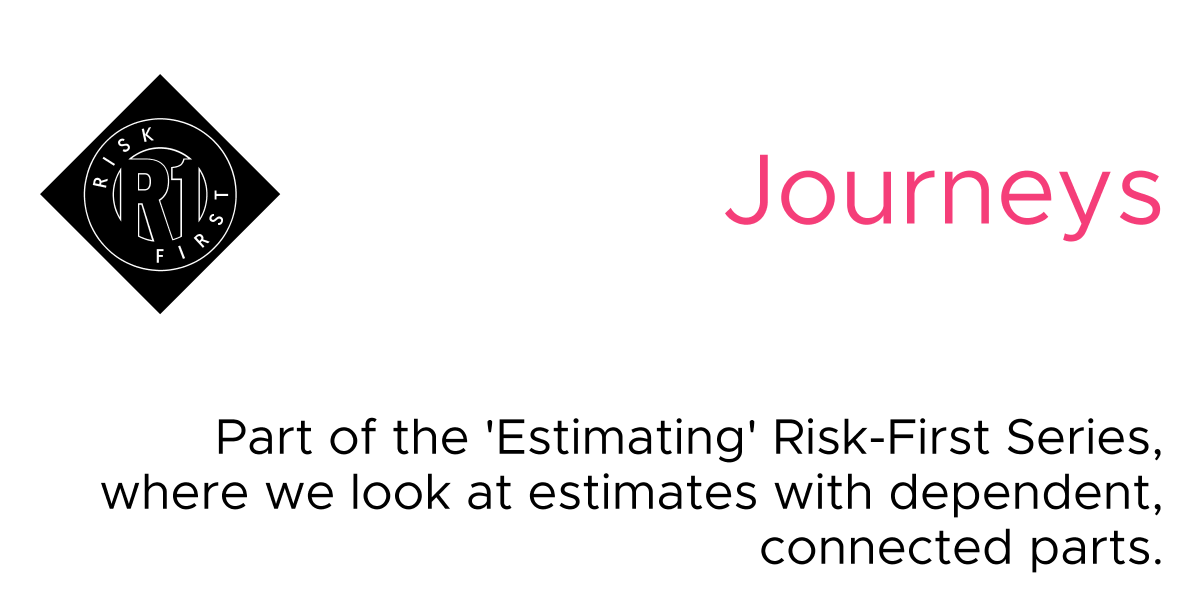 RISK
FIRST
R1
Journeys
Part of the 'Estimating' Risk-First Series,
where we look at estimates with dependent,
connected parts.